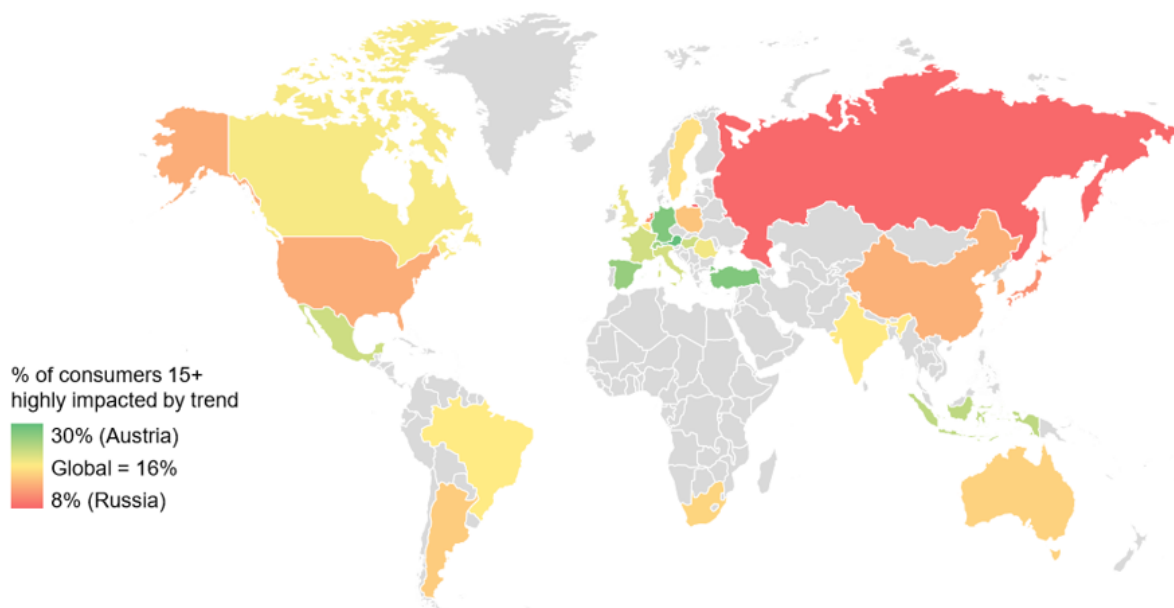 % of consumers 15+
highly impacted by trend
30% (Austria)
Global = 16%
8% (Russia)